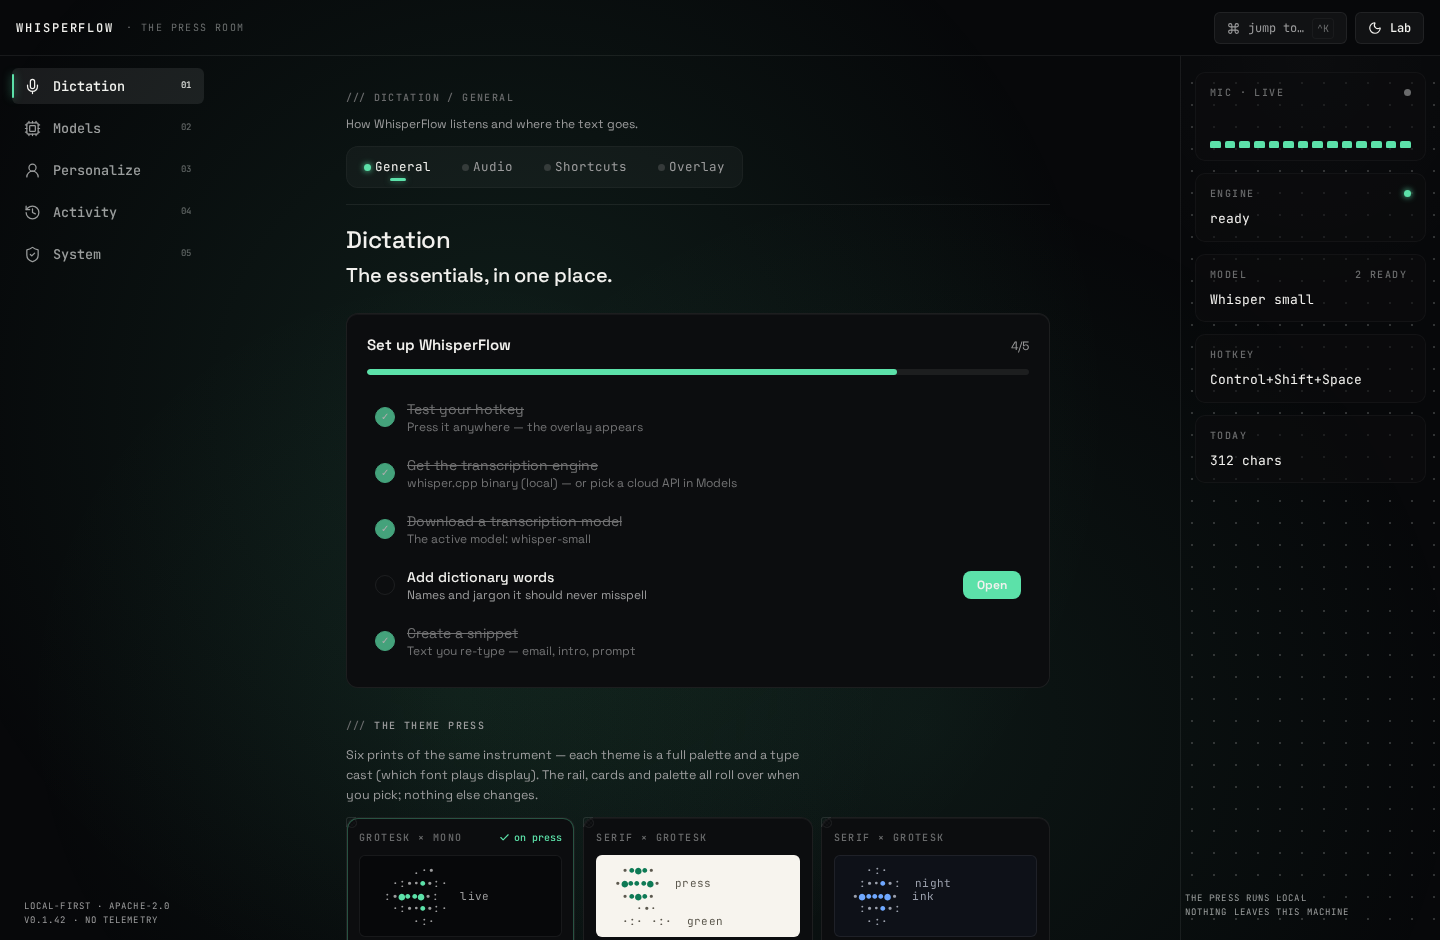 WHISPERFLOW · THE PRESS ROOM
⌘ jump to… ^K
Lab
Dictation 01
Models 02
Personalize 03
Activity 04
System 05
LOCAL-FIRST · APACHE-2.0
V0.1.42 · NO TELEMETRY
/// DICTATION / GENERAL
How WhisperFlow listens and where the text goes.
General Audio Shortcuts Overlay
Dictation
The essentials, in one place.
Set up WhisperFlow 4/5
Test your hotkey
Press it anywhere — the overlay appears
Get the transcription engine
whisper.cpp binary (local) — or pick a cloud API in Models
Download a transcription model
The active model: whisper-small
Add dictionary words
Names and jargon it should never misspell
Open
Create a snippet
Text you re-type — email, intro, prompt
/// THE THEME PRESS
Six prints of the same instrument — each theme is a full palette and a type
cast (which font plays display). The rail, cards and palette all roll over when
you pick; nothing else changes.
GROTESK × MONO ✓ on press
live
SERIF × GROTESK
press
green
SERIF × GROTESK
night
ink
MIC · LIVE
ENGINE
ready
MODEL 2 READY
Whisper small
HOTKEY
Control+Shift+Space
TODAY
312 chars
THE PRESS RUNS LOCAL
NOTHING LEAVES THIS MACHINE